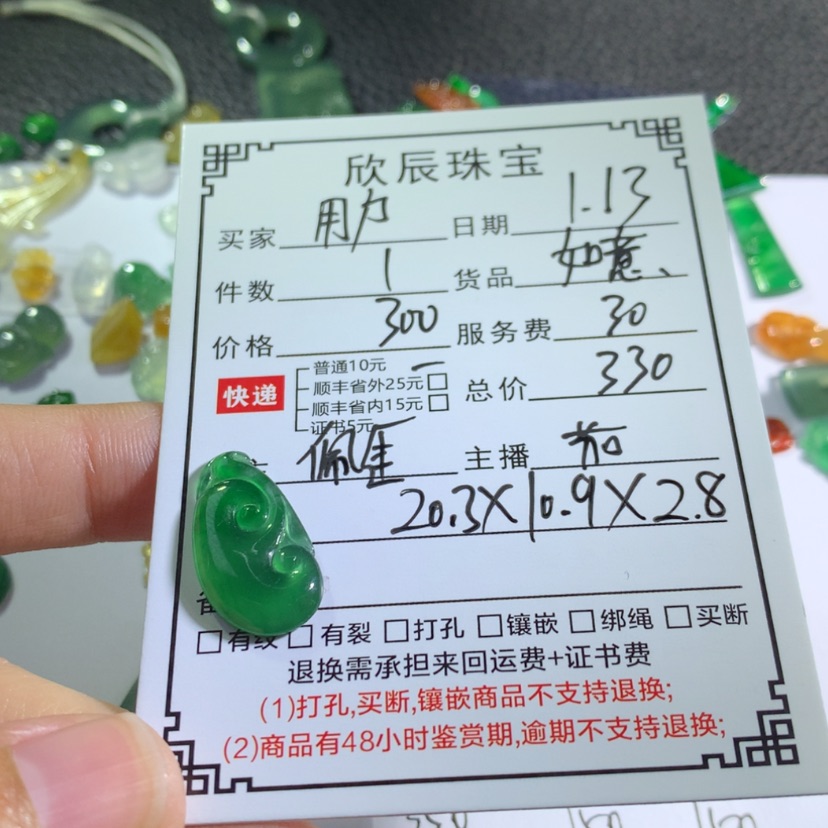 欣辰珠宝
买家 用力 日期 1.13
件数 1 货品 如意、
价格 300 服务费 30
快递 普通10元
顺丰省外25元□
顺丰省内15元□ 总价 330
证书5元
主播 茹
20.3X10.9X2.8
□有纹 □有裂 □打孔 □镶嵌 □绑绳 □买断
退换需承担来回运费+证书费
(1)打孔,买断,镶嵌商品不支持退换;
(2)商品有48小时鉴赏期,逾期不支持退换;